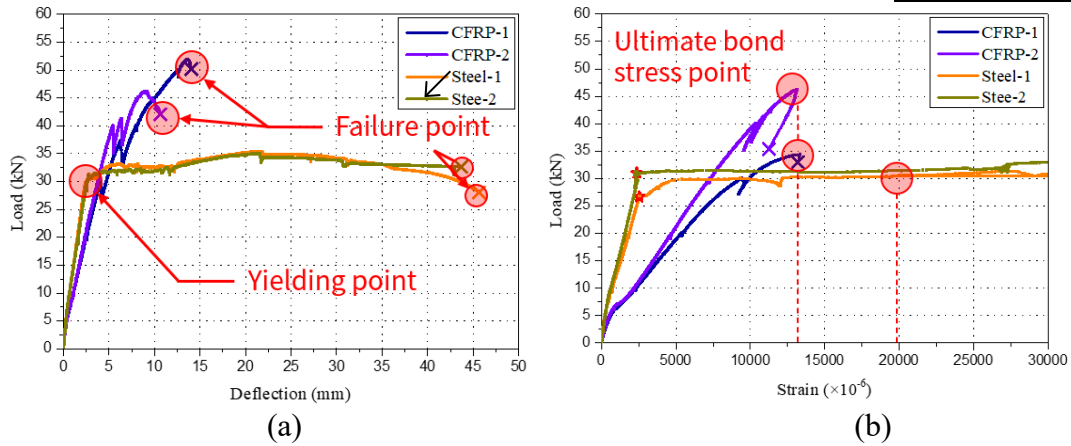 60
55
50
45
40
35
30
25
20
15
10
5
0
Load (kN)
CFRP-1
CFRP-2
Steel-1
Stee-2
Failure point
Yielding point
0 5 10 15 20 25 30 35 40 45 50
Deflection (mm)
(a)
60
55
50
45
40
35
30
25
20
15
10
5
0
Load (kN)
Ultimate bond
stress point
CFRP-1
CFRP-2
Steel-1
Stee-2
0 5000 10000 15000 20000 25000 30000
Strain (×10⁻⁶)
(b)